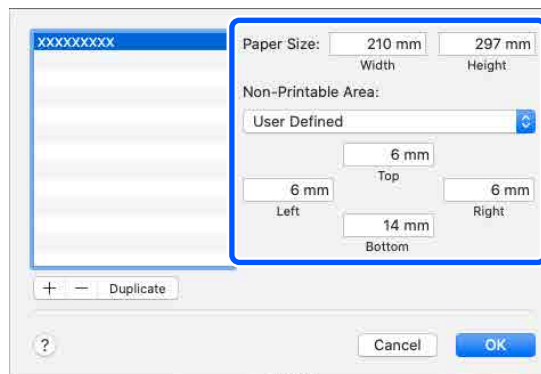 xxxxxxxxx
Paper Size: 210 mm 297 mm
Width Height
Non-Printable Area:
User Defined
6 mm
Top
6 mm 6 mm
Left Right
14 mm
Bottom
+ − Duplicate
? Cancel OK